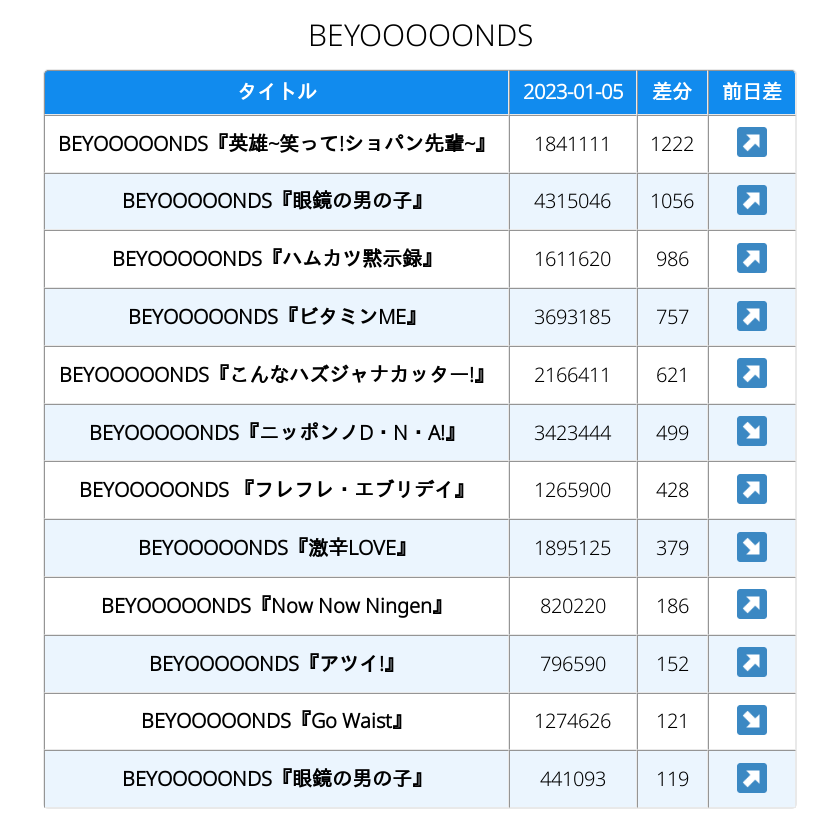 BEYOOOOONDS
タイトル 2023-01-05 差分 前日差
BEYOOOOONDS『英雄~笑って!ショパン先輩~』 1841111 1222 ↗
BEYOOOOONDS『眼鏡の男の子』 4315046 1056 ↗
BEYOOOOONDS『ハムカツ黙示録』 1611620 986 ↗
BEYOOOOONDS『ビタミンME』 3693185 757 ↗
BEYOOOOONDS『こんなハズジャナカッター!』 2166411 621 ↗
BEYOOOOONDS『ニッポンノD・N・A!』 3423444 499 ↘
BEYOOOOONDS 『フレフレ・エブリデイ』 1265900 428 ↗
BEYOOOOONDS『激辛LOVE』 1895125 379 ↘
BEYOOOOONDS『Now Now Ningen』 820220 186 ↗
BEYOOOOONDS『アツイ!』 796590 152 ↗
BEYOOOOONDS『Go Waist』 1274626 121 ↘
BEYOOOOONDS『眼鏡の男の子』 441093 119 ↗